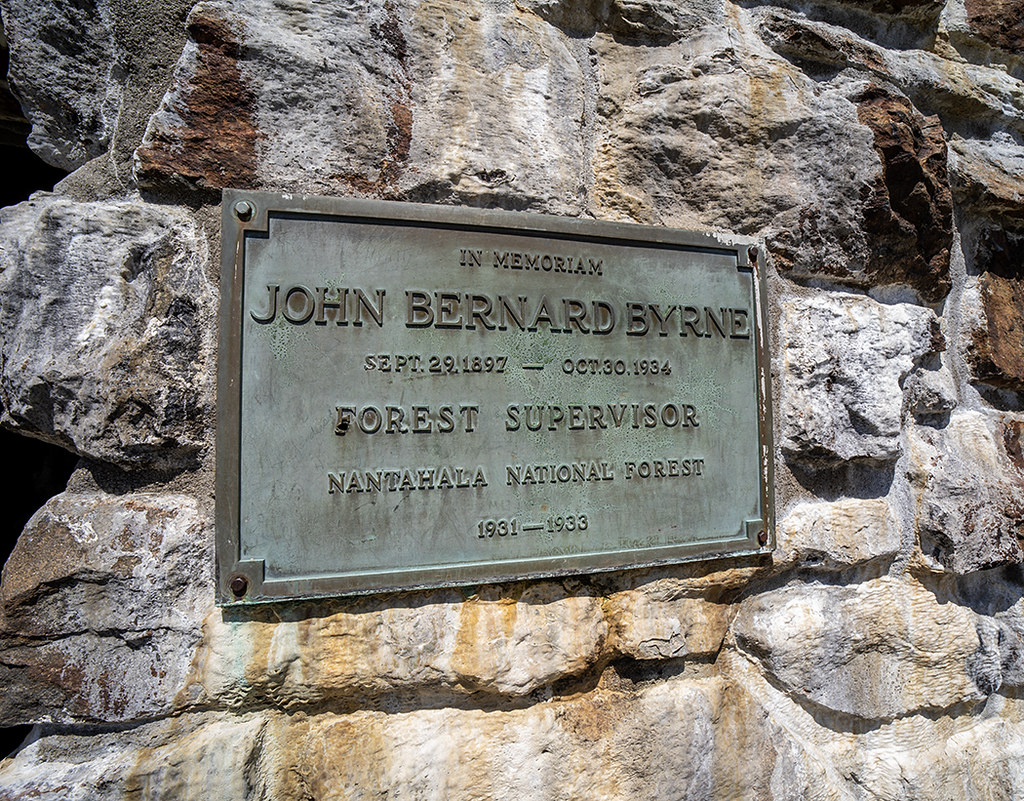 IN MEMORIAM
JOHN BERNARD BYRNE
SEPT. 29. 1897 — OCT. 30. 1934
FOREST SUPERVISOR
NANTAHALA NATIONAL FOREST
1931 — 1933